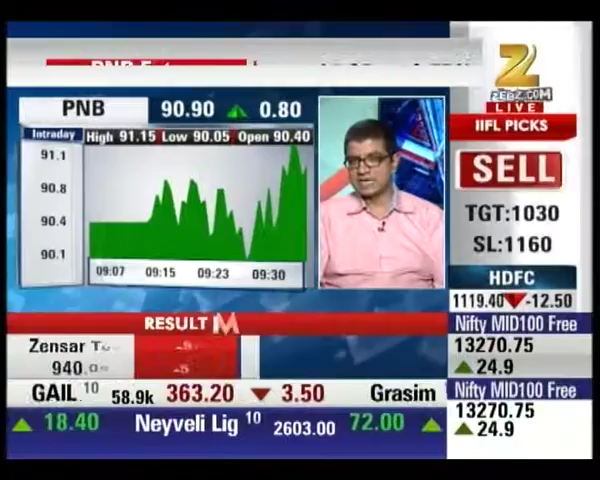 ZEEBIZ.COM
LIVE
PNB 90.90 0.80
Intraday High 91.15 Low 90.05 Open 90.40
91.1
90.8
90.4
90.1
09:07 09:15 09:23 09:30
IIFL PICKS
SELL
TGT:1030
SL:1160
HDFC
1119.40 -12.50
Nifty MID100 Free
13270.75
24.9
Nifty MID100 Free
13270.75
24.9
RESULT
Zensar
940.
GAIL 10 58.9k 363.20 3.50 Grasim
18.40 Neyveli Lig 10 2603.00 72.00